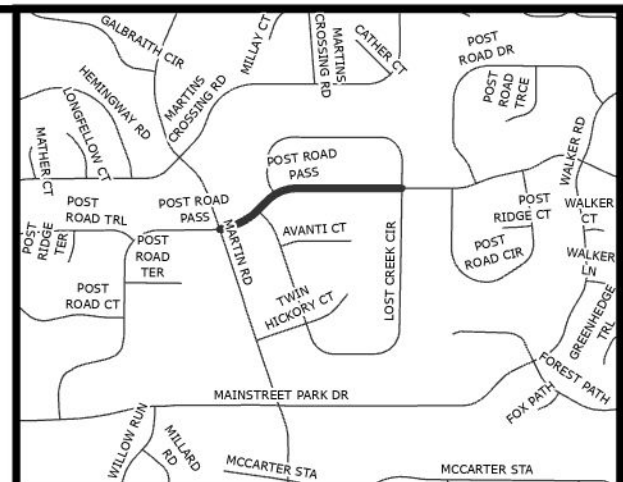 GALBRAITH CIR
MILLAY CT
MARTINS
CROSSING RD
CATHER CT
POST
ROAD DR
HEMINGWAY RD
MARTINS
CROSSING RD
POST
ROAD
TRCE
LONGFELLOW CT
MATHER CT
WALKER RD
POST ROAD
PASS
POST
ROAD TRL
POST ROAD
PASS
POST
RIDGE CT
WALKER
CT
POST
RIDGE
TER
POST
ROAD
TER
MARTIN RD
AVANTI CT
LOST CREEK CIR
POST
ROAD CIR
WALKER
LN
POST
ROAD CT
TWIN
HICKORY CT
GREENHEDGE
TRL
FOREST PATH
FOX PATH
MAINSTREET PARK DR
WILLOW RUN
MILLARD
RD
MCCARTER STA
MCCARTER STA